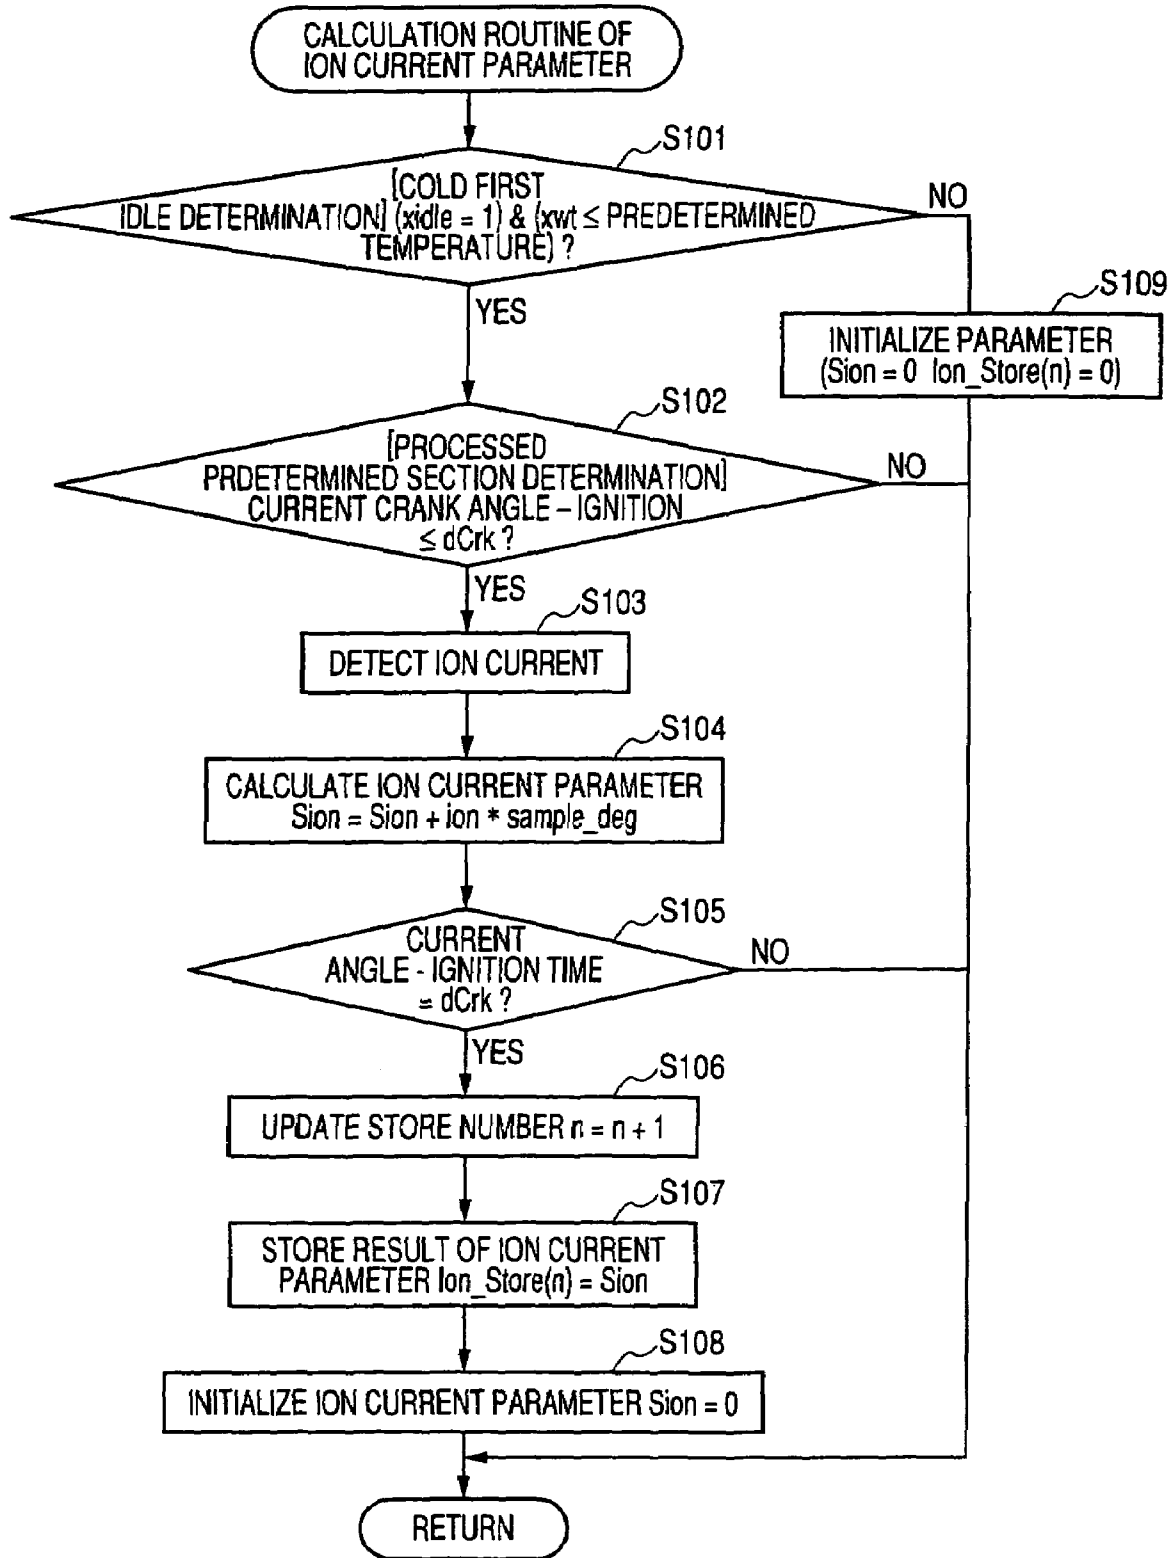 CALCULATION ROUTINE OF
ION CURRENT PARAMETER
S101
[COLD FIRST
IDLE DETERMINATION] (xidle = 1) & (xwt ≤ PREDETERMINED
TEMPERATURE) ?
NO
YES
S109
INITIALIZE PARAMETER
(Sion = 0 Ion_Store(n) = 0)
S102
[PROCESSED
PRDETERMINED SECTION DETERMINATION]
CURRENT CRANK ANGLE – IGNITION
≤ dCrk ?
NO
YES
S103
DETECT ION CURRENT
S104
CALCULATE ION CURRENT PARAMETER
Sion = Sion + ion * sample_deg
S105
CURRENT
ANGLE - IGNITION TIME
= dCrk ?
NO
YES
S106
UPDATE STORE NUMBER n = n + 1
S107
STORE RESULT OF ION CURRENT
PARAMETER Ion_Store(n) = Sion
S108
INITIALIZE ION CURRENT PARAMETER Sion = 0
RETURN